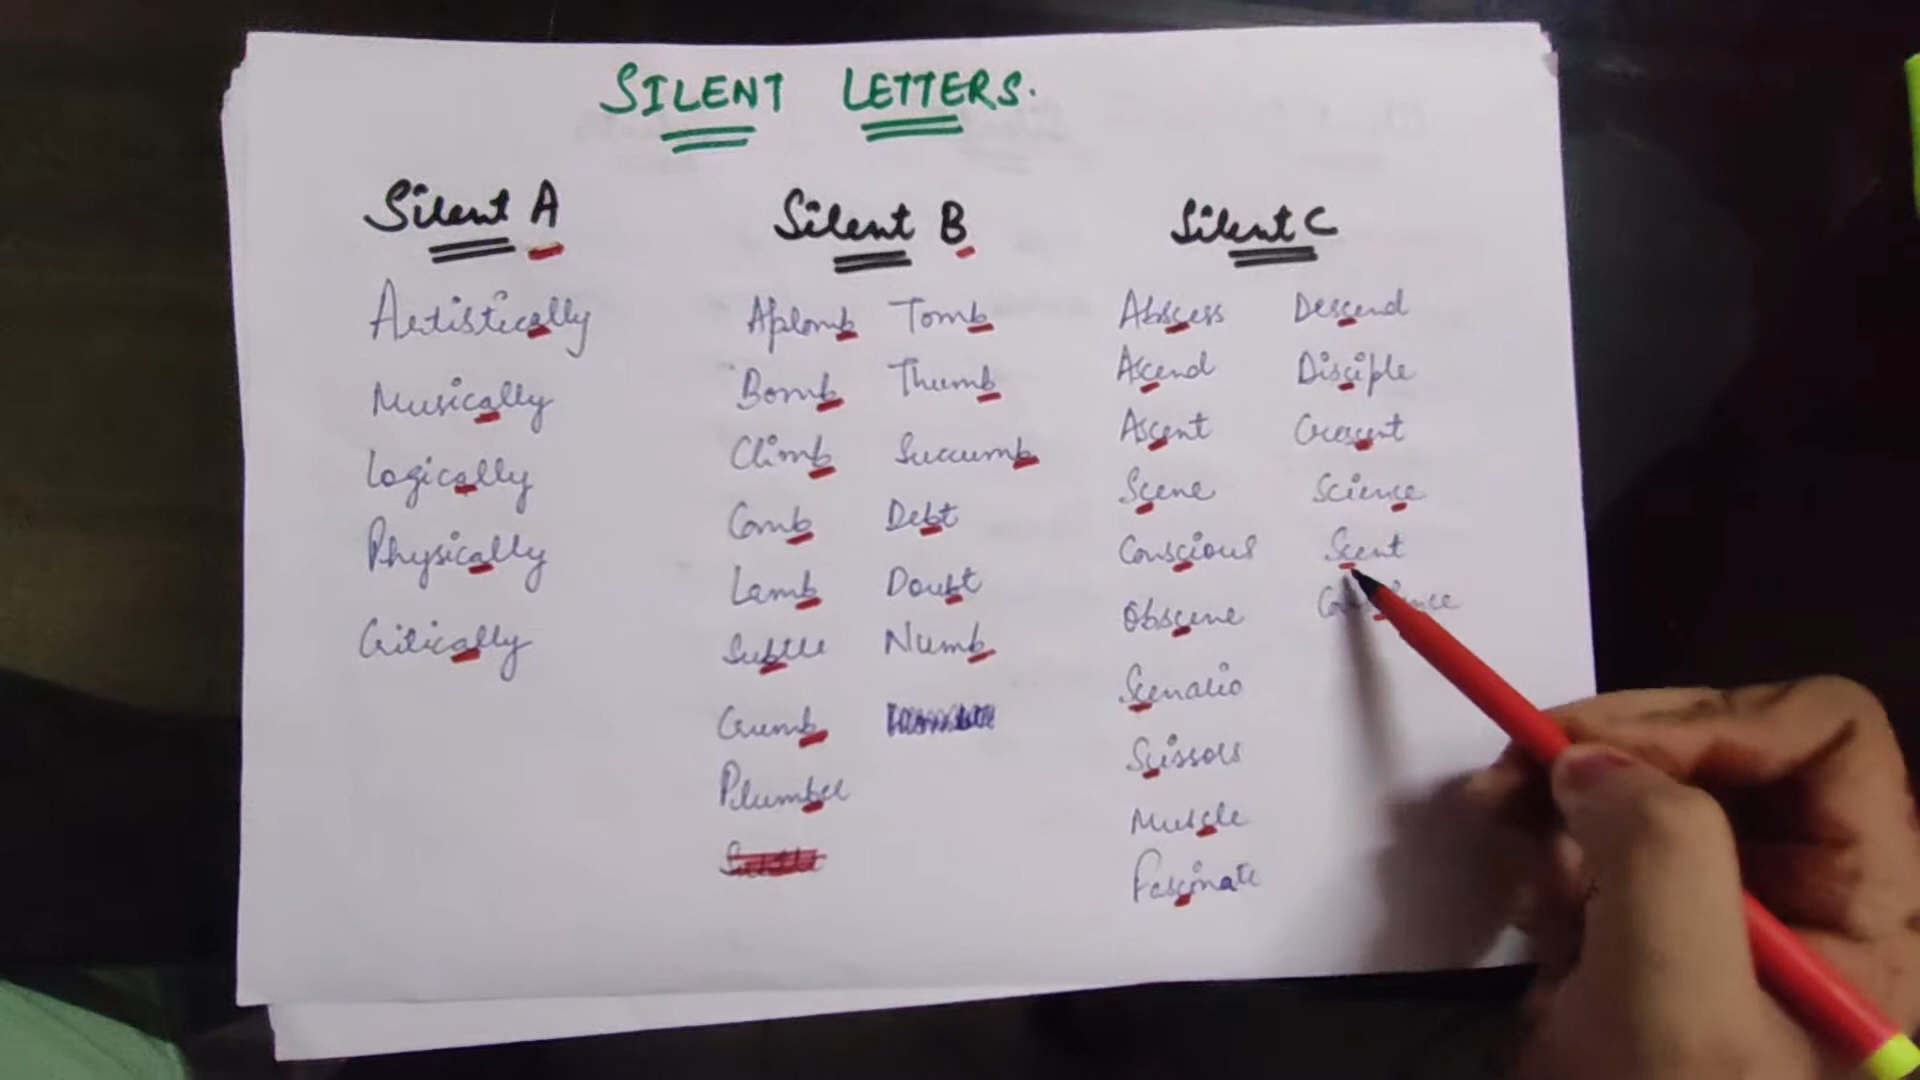 SILENT LETTERS.
Silent A
Artistically
Musically
Logically
Physically
Critically
Silent B
Aplomb Tomb
Bomb Thumb
Climb Succumb
Comb Debt
Lamb Doubt
Subtle Numb
Crumb
Plumber
Silent C
Abscess Descend
Ascend Disciple
Ascent Crescent
Scene Science
Conscious Scent
Obscene
Scenario
Scissors
Muscle
Fascinate